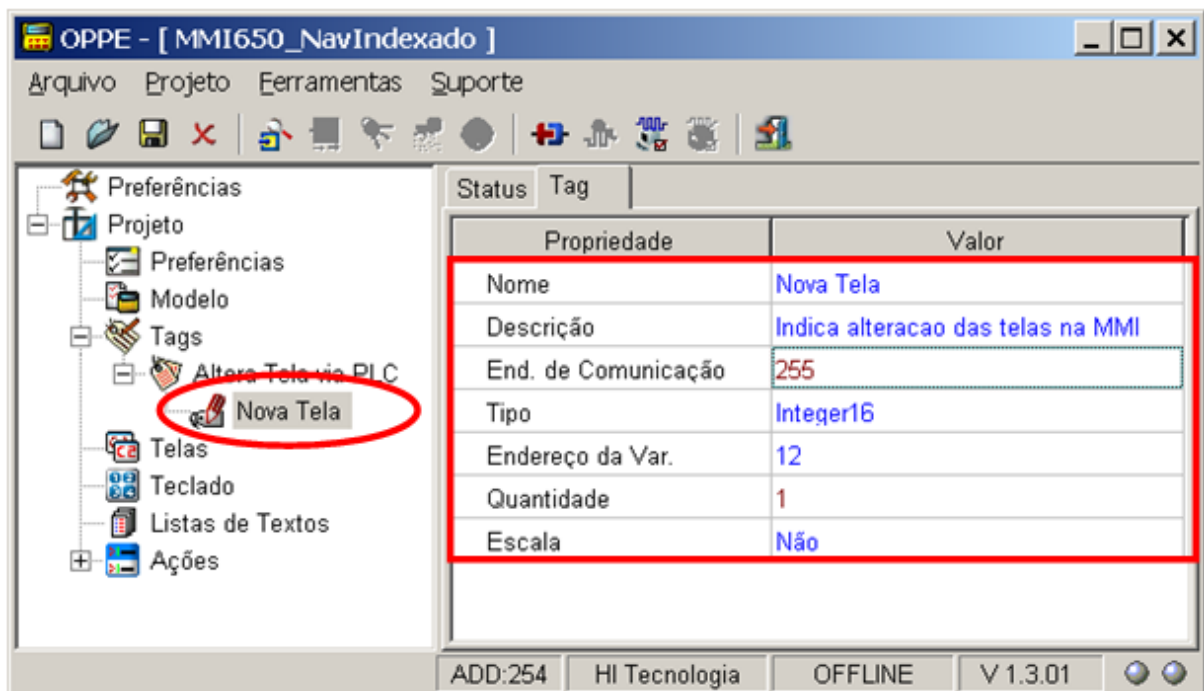 OPPE - [ MMI650_NavIndexado ]
Arquivo Projeto Ferramentas Suporte
Preferências
Projeto
Preferências
Modelo
Tags
Altera Tela via PLC
Nova Tela
Telas
Teclado
Listas de Textos
Ações
Status Tag
Propriedade Valor
Nome Nova Tela
Descrição Indica alteracao das telas na MMI
End. de Comunicação 255
Tipo Integer16
Endereço da Var. 12
Quantidade 1
Escala Não
ADD:254 HI Tecnologia OFFLINE V 1.3.01